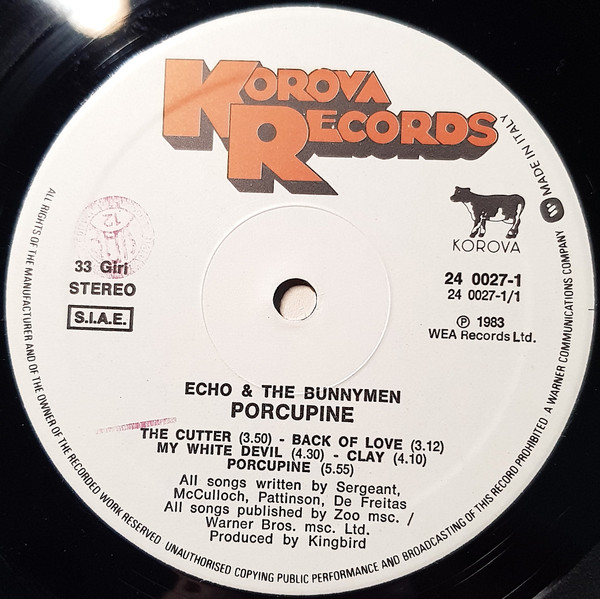 KOROVA
RECORDS
MADE IN ITALY
KOROVA
33 Giri
STEREO
S.I.A.E.
24 0027-1
24 0027-1/1
℗ 1983
WEA Records Ltd.
ECHO & THE BUNNYMEN
PORCUPINE
THE CUTTER (3.50) - BACK OF LOVE (3.12)
MY WHITE DEVIL (4.30) - CLAY (4.10)
PORCUPINE (5.55)
All songs written by Sergeant,
McCulloch, Pattinson, De Freitas
All songs published by Zoo msc. /
Warner Bros. msc. Ltd.
Produced by Kingbird
ALL RIGHTS OF THE MANUFACTURER AND OF THE OWNER OF THE RECORDED WORK RESERVED UNAUTHORISED COPYING PUBLIC PERFORMANCE AND BROADCASTING OF THIS RECORD PROHIBITED A WARNER COMMUNICATIONS COMPANY